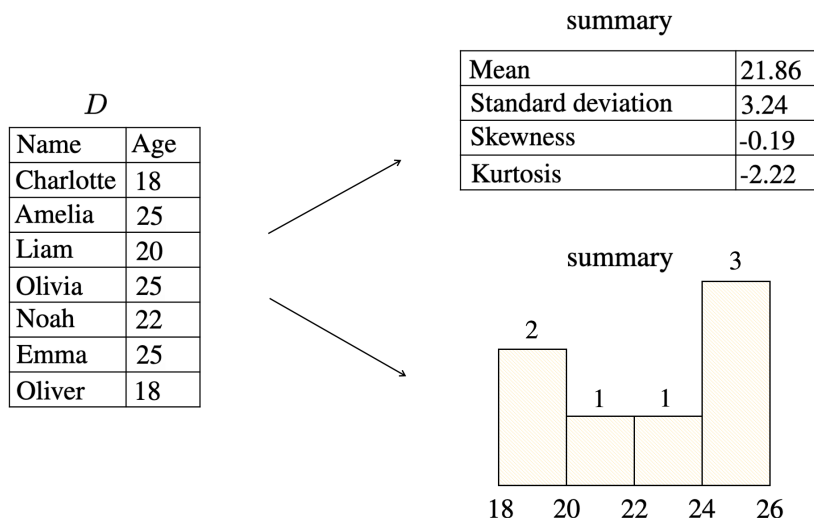 D
Name Age
Charlotte 18
Amelia 25
Liam 20
Olivia 25
Noah 22
Emma 25
Oliver 18
summary
Mean 21.86
Standard deviation 3.24
Skewness -0.19
Kurtosis -2.22
summary
3
2
1 1
18 20 22 24 26